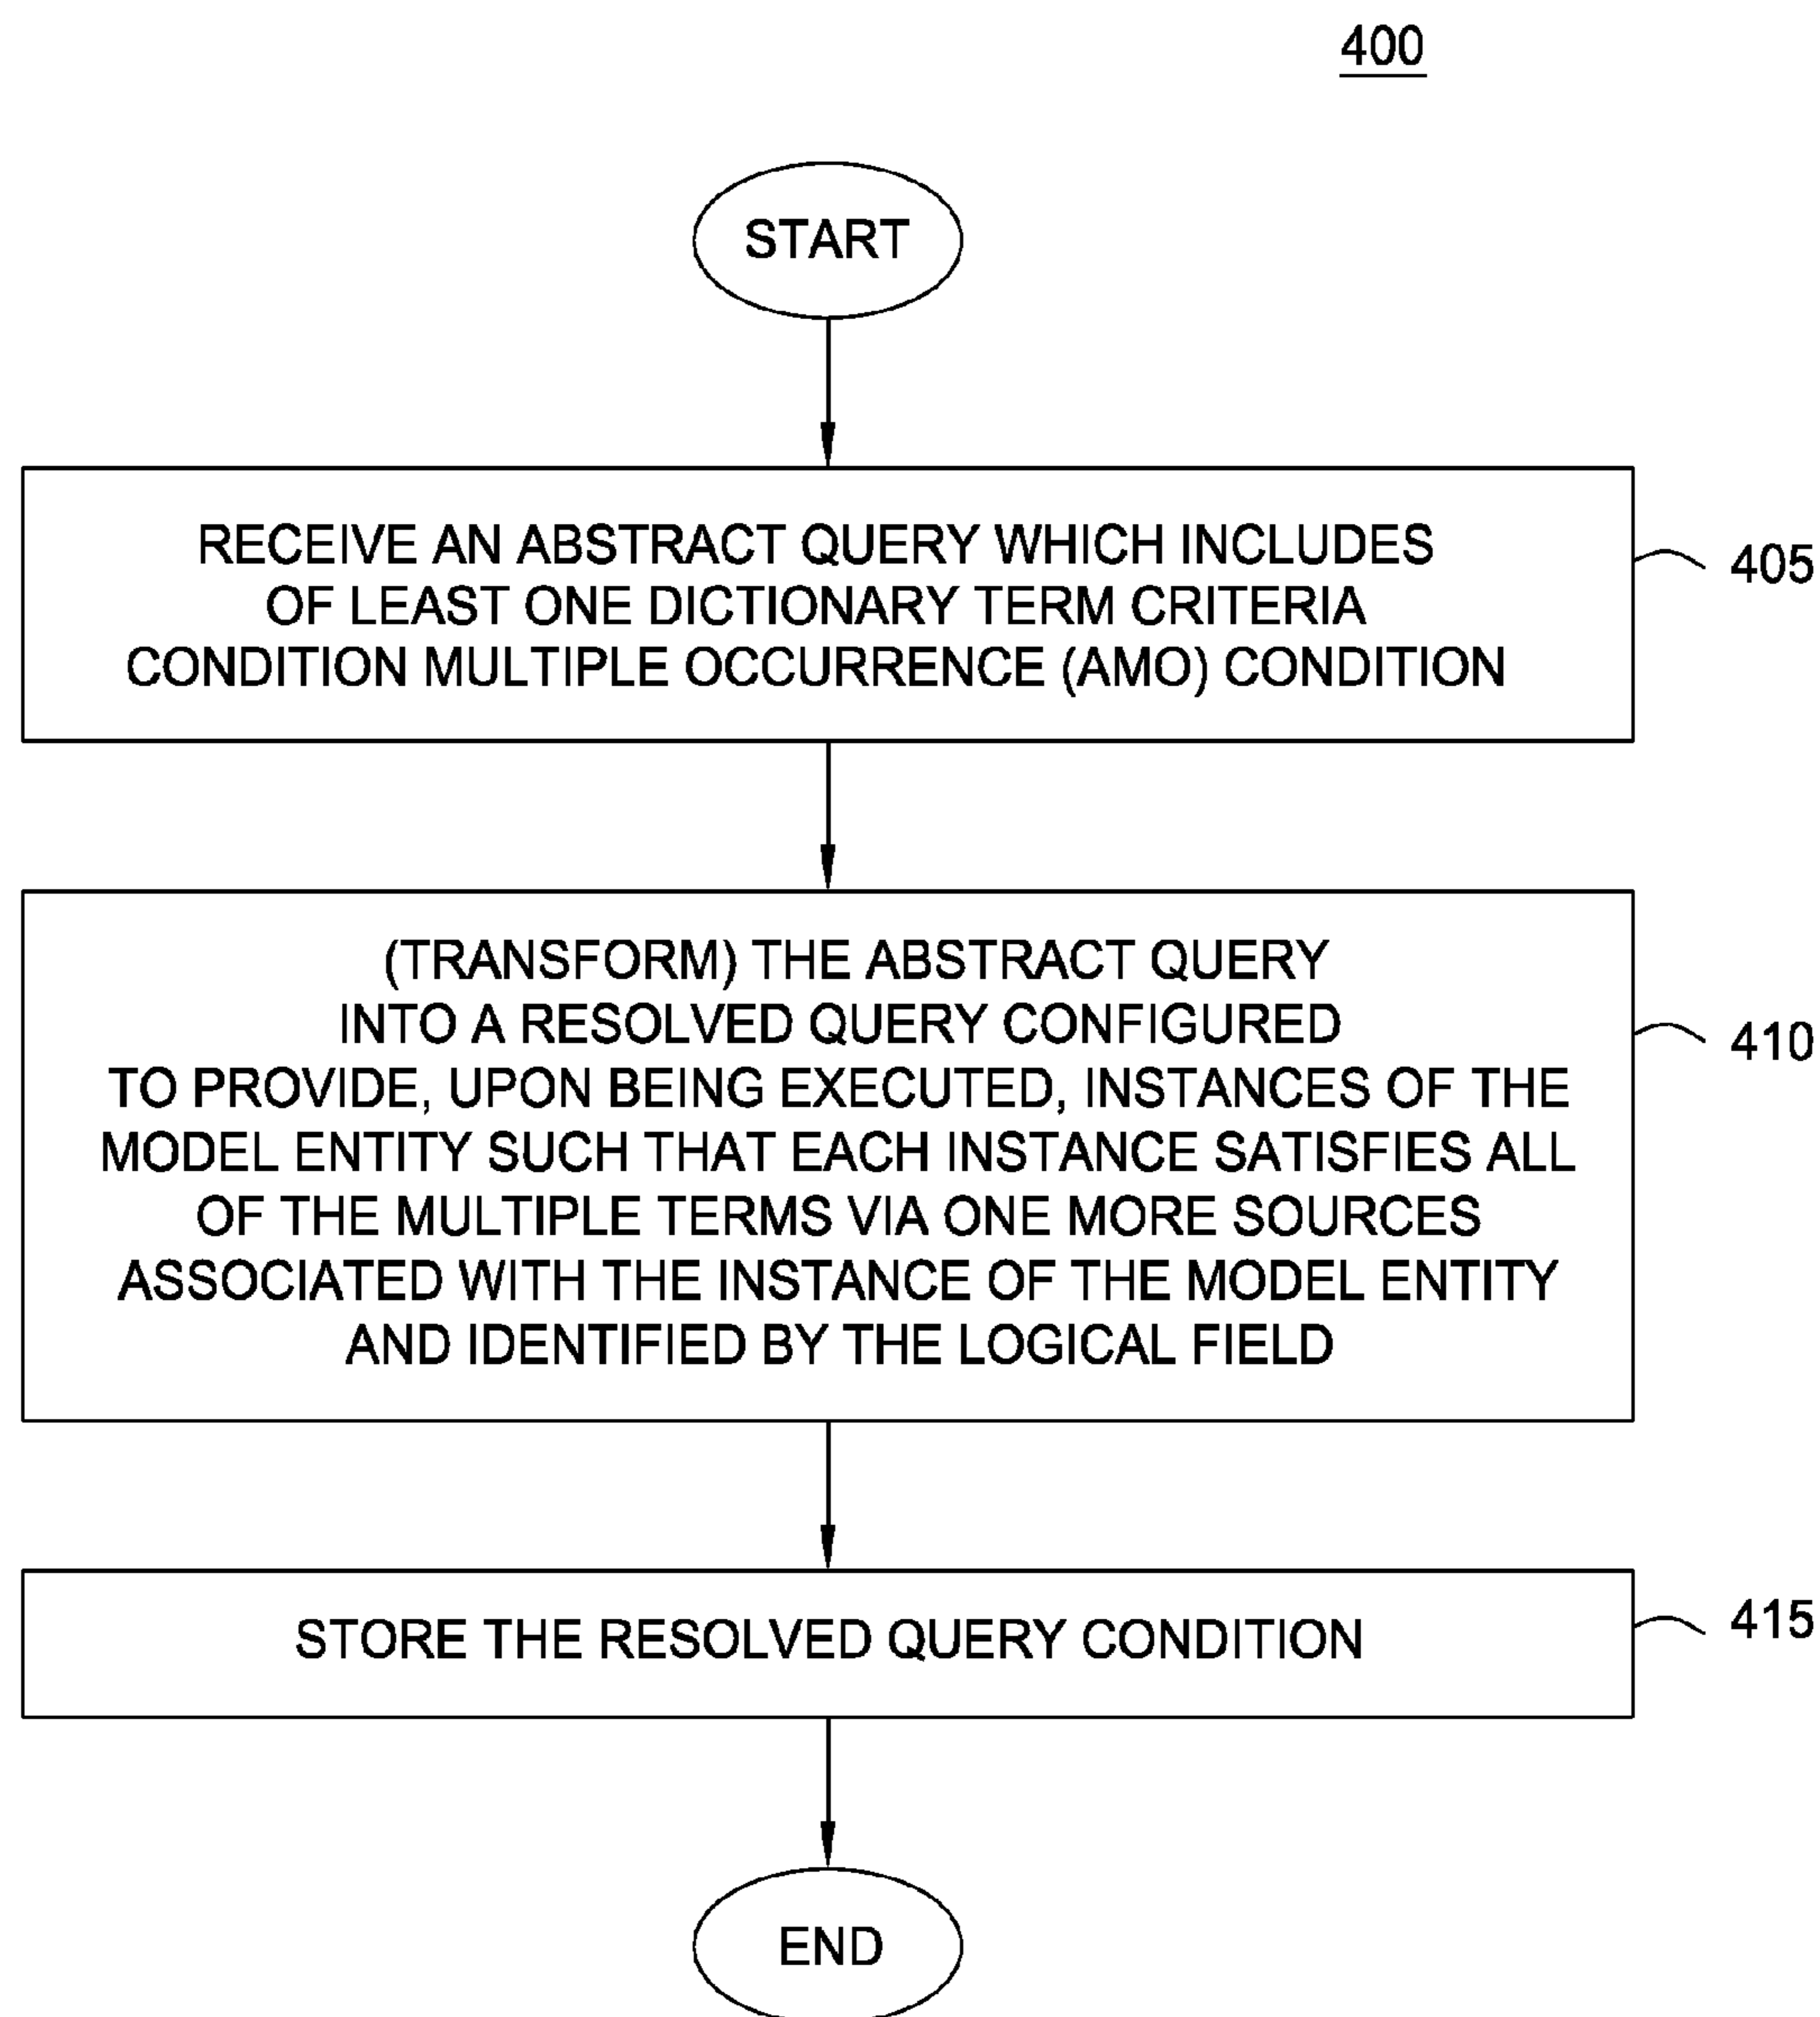 400
START
RECEIVE AN ABSTRACT QUERY WHICH INCLUDES
OF LEAST ONE DICTIONARY TERM CRITERIA
CONDITION MULTIPLE OCCURRENCE (AMO) CONDITION
405
(TRANSFORM) THE ABSTRACT QUERY
INTO A RESOLVED QUERY CONFIGURED
TO PROVIDE, UPON BEING EXECUTED, INSTANCES OF THE
MODEL ENTITY SUCH THAT EACH INSTANCE SATISFIES ALL
OF THE MULTIPLE TERMS VIA ONE MORE SOURCES
ASSOCIATED WITH THE INSTANCE OF THE MODEL ENTITY
AND IDENTIFIED BY THE LOGICAL FIELD
410
STORE THE RESOLVED QUERY CONDITION
415
END